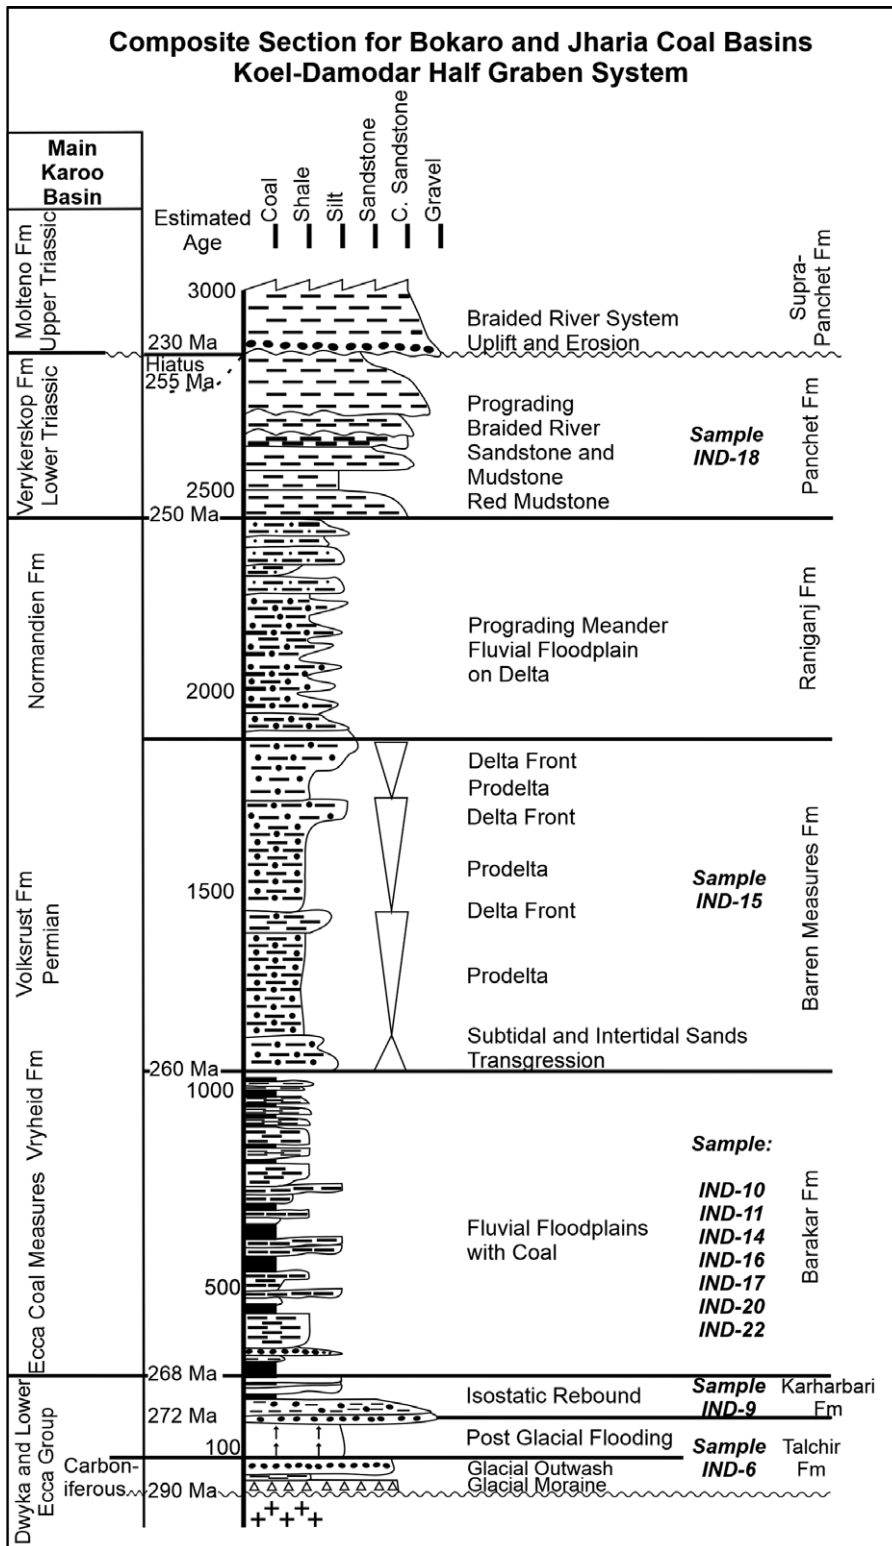 Composite Section for Bokaro and Jharia Coal Basins
Koel-Damodar Half Graben System
Main
Karoo
Basin
Estimated
Age
Coal
Shale
Silt
Sandstone
C. Sandstone
Gravel
Molteno Fm
Upper Triassic
3000
230 Ma
Braided River System
Uplift and Erosion
Supra-
Panchet Fm
Verykerskop Fm
Lower Triassic
Hiatus
255 Ma
2500
250 Ma
Prograding
Braided River
Sandstone and
Mudstone
Red Mudstone
Sample
IND-18
Panchet Fm
Normandien Fm
2000
Prograding Meander
Fluvial Floodplain
on Delta
Raniganj Fm
Volksrust Fm
Permian
1500
260 Ma
Delta Front
Prodelta
Delta Front
Prodelta
Delta Front
Prodelta
Subtidal and Intertidal Sands
Transgression
Sample
IND-15
Barren Measures Fm
Vryheid Fm
Ecca Coal Measures
1000
500
268 Ma
Fluvial Floodplains
with Coal
Sample:
IND-10
IND-11
IND-14
IND-16
IND-17
IND-20
IND-22
Barakar Fm
Dwyka and Lower
Ecca Group
272 Ma
Isostatic Rebound
Sample
IND-9
Karharbari
Fm
100
Post Glacial Flooding
Carbon-
iferous
290 Ma
Glacial Outwash
Glacial Moraine
Sample
IND-6
Talchir
Fm